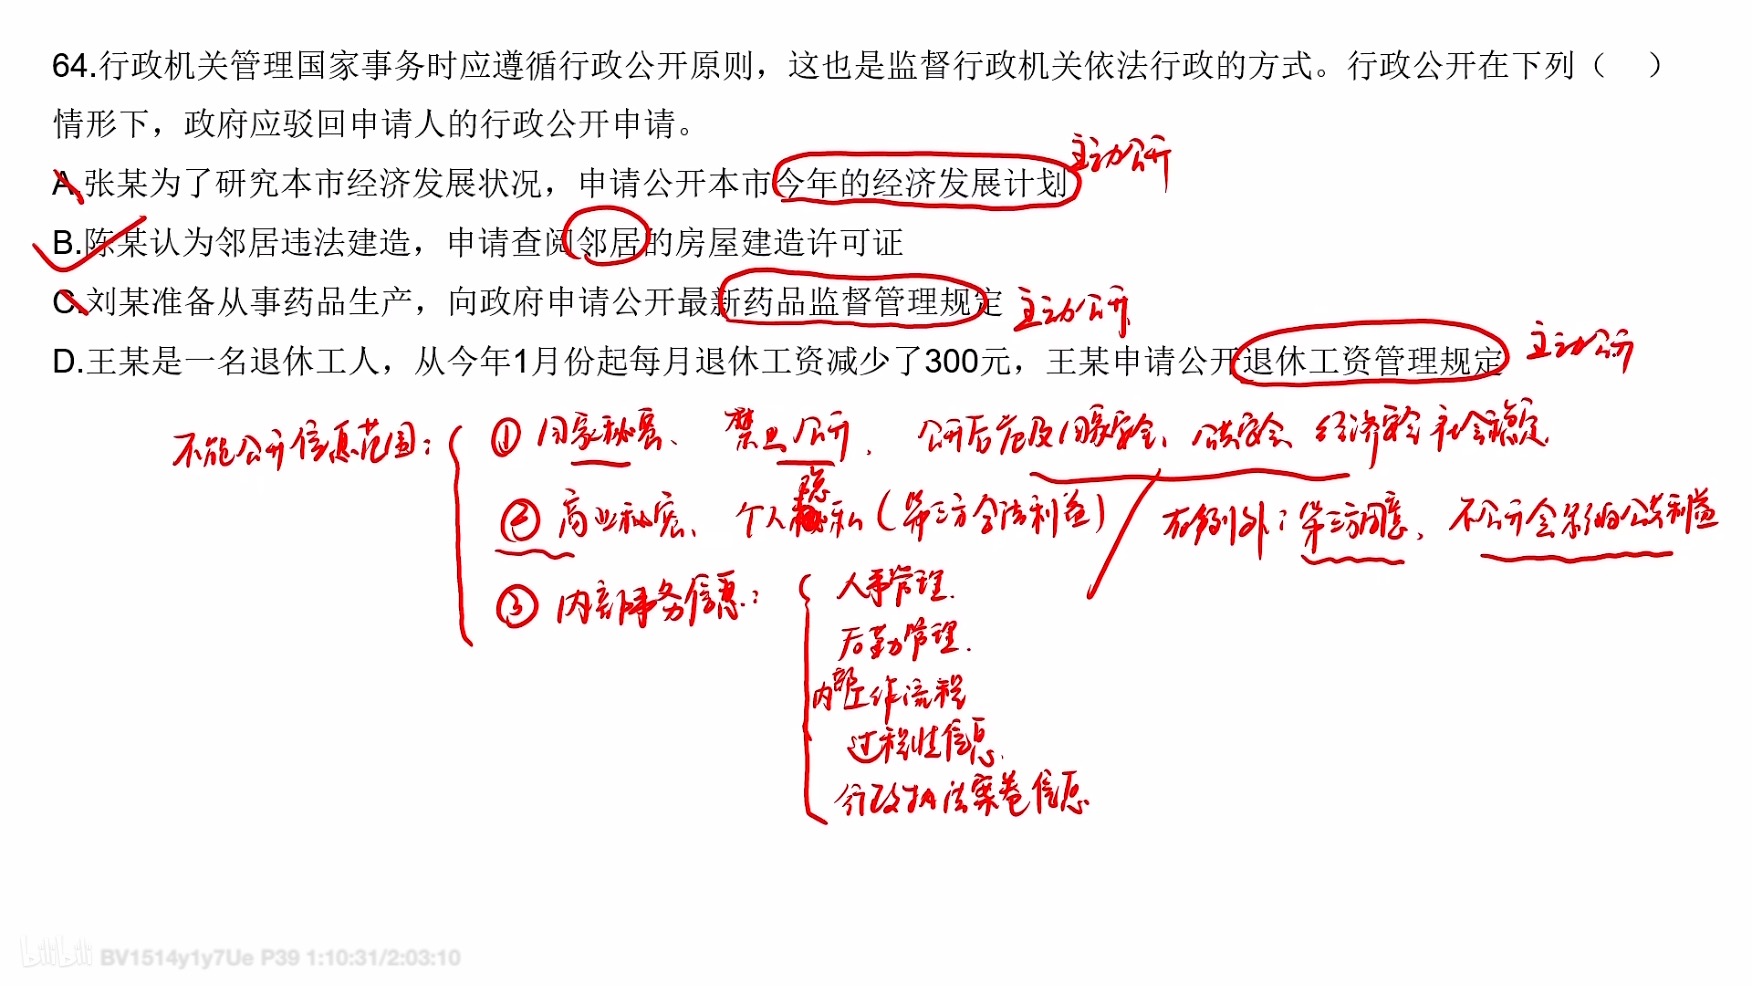 64.行政机关管理国家事务时应遵循行政公开原则，这也是监督行政机关依法行政的方式。行政公开在下列（　）
情形下，政府应驳回申请人的行政公开申请。
主动公开
A.张某为了研究本市经济发展状况，申请公开本市今年的经济发展计划
B.陈某认为邻居违法建造，申请查阅邻居的房屋建造许可证
C.刘某准备从事药品生产，向政府申请公开最新药品监督管理规定 主动公开
D.王某是一名退休工人，从今年1月份起每月退休工资减少了300元，王某申请公开退休工资管理规定 主动公开
不能公开信息范围：
① 国家秘密、禁止公开、公开后危及国家安全、公共安全 经济安全 社会稳定
② 商业秘密、个人隐私（第三方合法利益） 有例外：第三方同意，不公开会影响公共利益
③ 内部事务信息：
人事管理.
后勤管理.
内部工作流程
过程性信息.
行政执法案卷信息
bilibili BV1514y1y7Ue P39 1:10:31/2:03:10